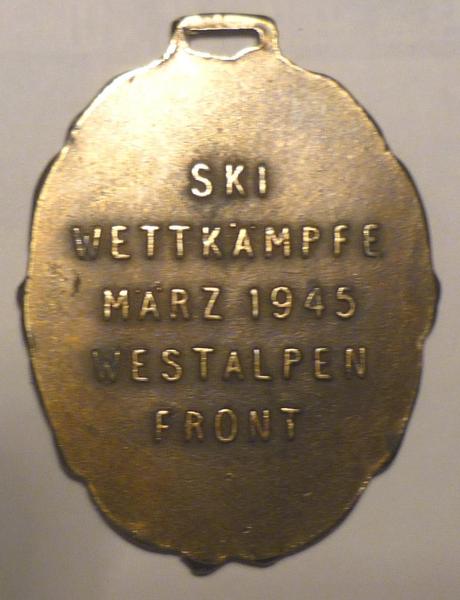 SKI
WETTKÄMPFE
MÄRZ 1945
WESTALPEN
FRONT